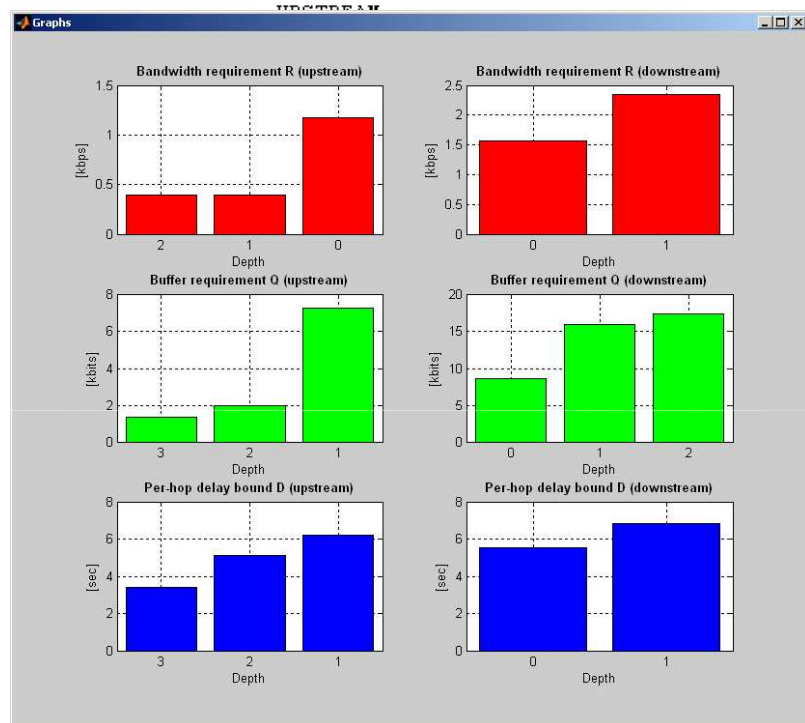 UPSTREAM
Graphs
Bandwidth requirement R (upstream)
1.5
1
0.5
0
[kbps]
2 1 0
Depth
Bandwidth requirement R (downstream)
2.5
2
1.5
1
0.5
0
[kbps]
0 1
Depth
Buffer requirement Q (upstream)
8
6
4
2
0
[kbits]
3 2 1
Depth
Buffer requirement Q (downstream)
20
15
10
5
0
[kbits]
0 1 2
Depth
Per-hop delay bound D (upstream)
8
6
4
2
0
[sec]
3 2 1
Depth
Per-hop delay bound D (downstream)
8
6
4
2
0
[sec]
0 1
Depth